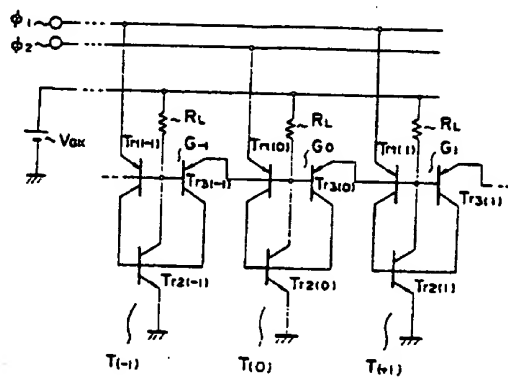 ϕ1
ϕ2
RL RL RL
VGK
Tr1(-1) G-1 Tr1(0) G0 Tr1(1) G1
Tr3(-1) Tr3(0) Tr3(1)
Tr2(-1) Tr2(0) Tr2(1)
T(-1) T(0) T(+1)